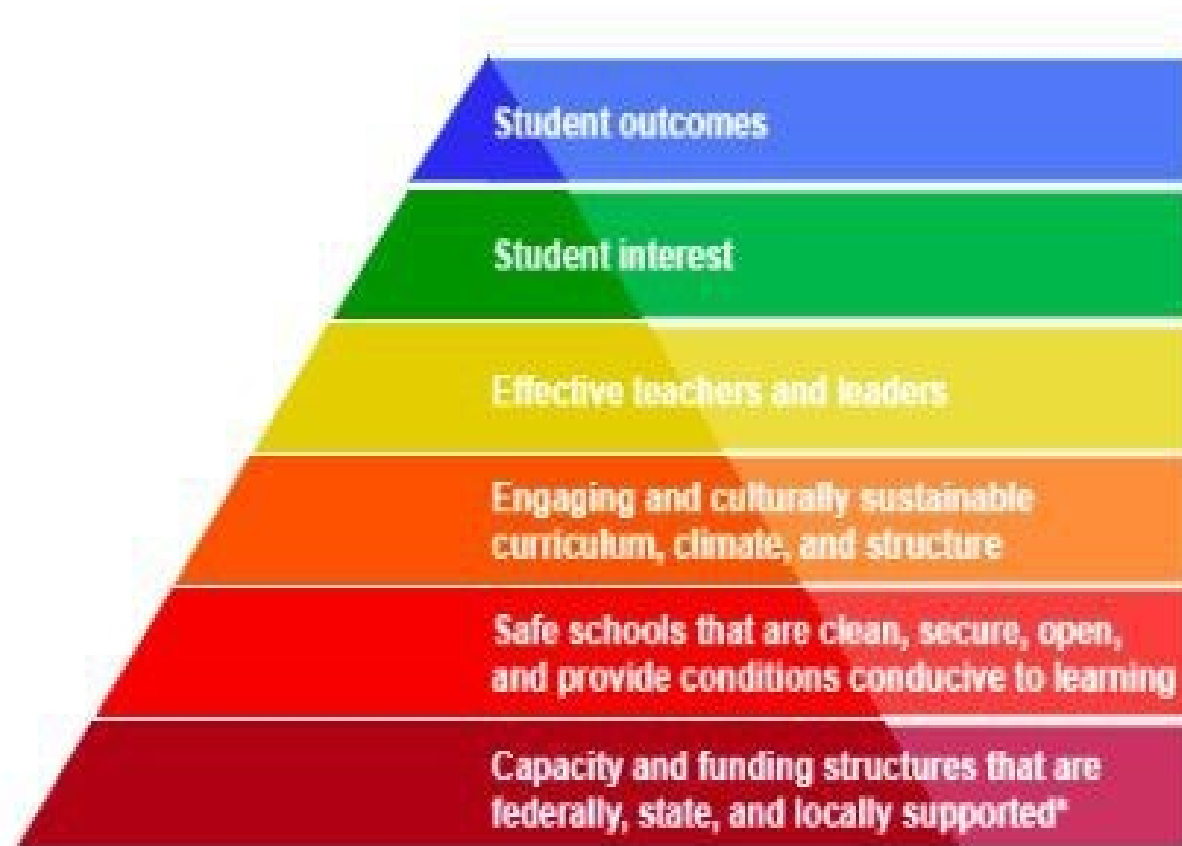 Student outcomes
Student interest
Effective teachers and leaders
Engaging and culturally sustainable
curriculum, climate, and structure
Safe schools that are clean, secure, open,
and provide conditions conducive to learning
Capacity and funding structures that are
federally, state, and locally supported*